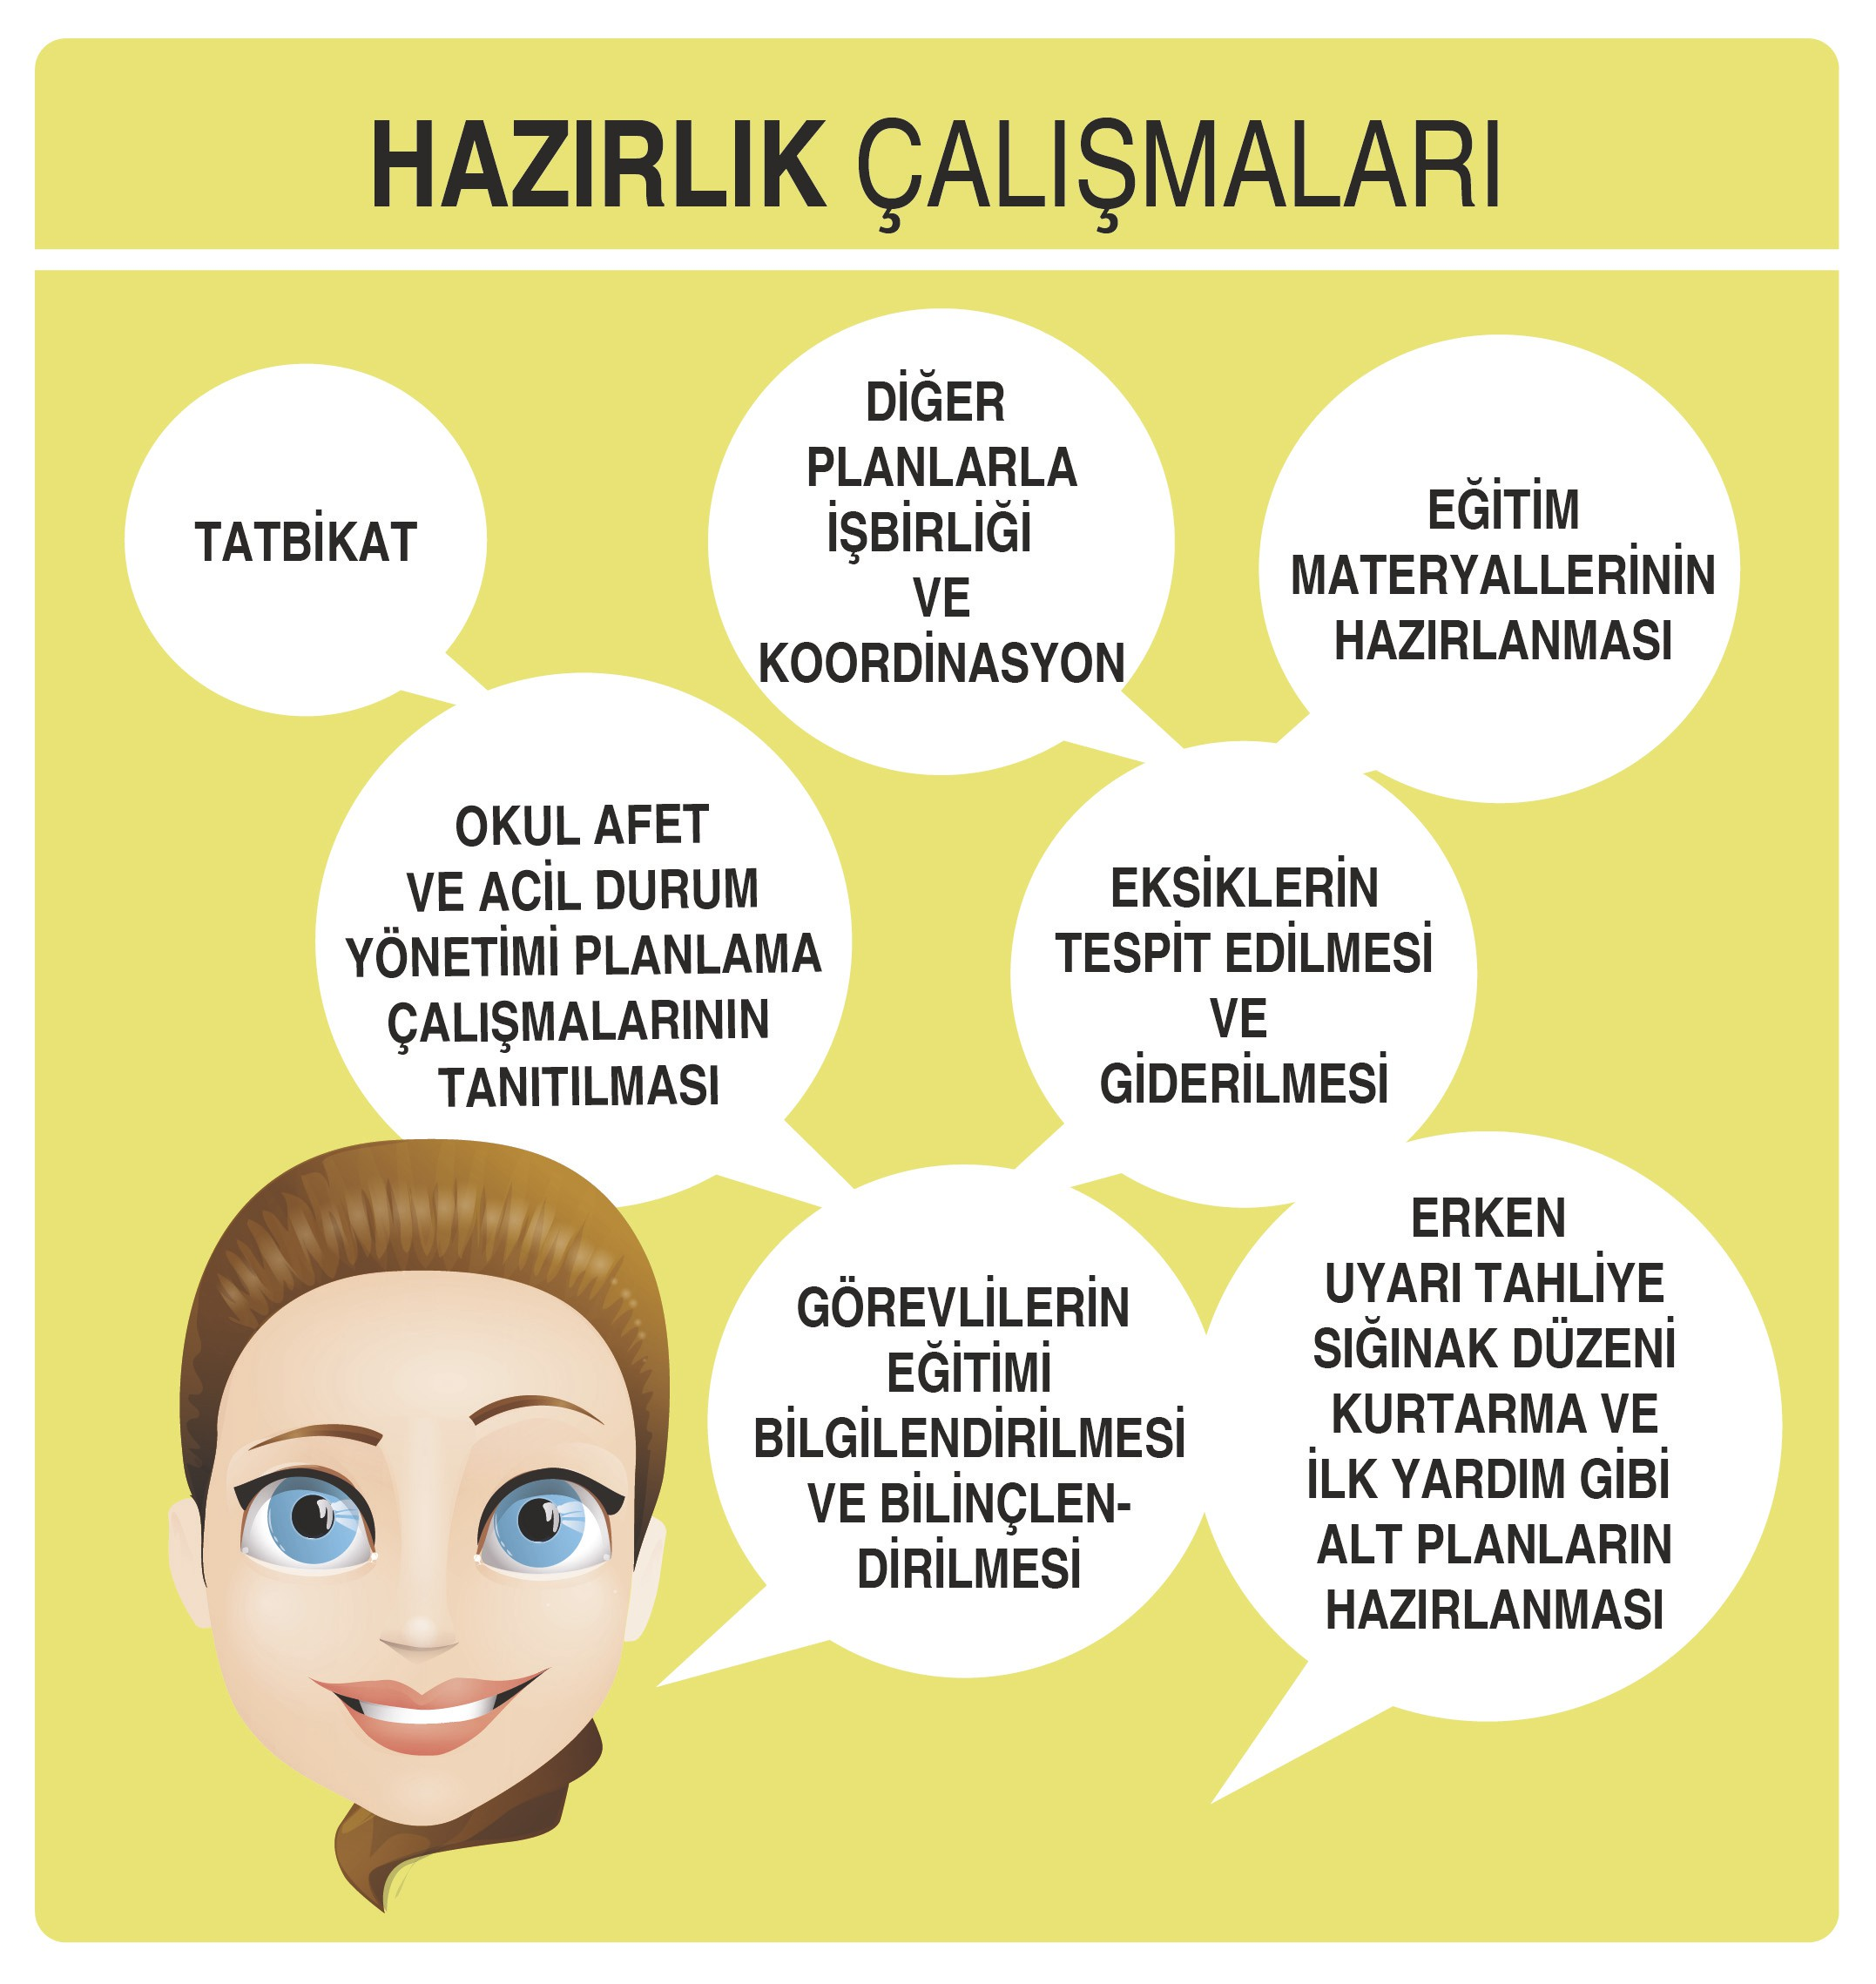 HAZIRLIK ÇALIŞMALARI
TATBİKAT
DİĞER
PLANLARLA
İŞBİRLİĞİ
VE
KOORDİNASYON
EĞİTİM
MATERYALLERİNİN
HAZIRLANMASI
OKUL AFET
VE ACİL DURUM
YÖNETİMİ PLANLAMA
ÇALIŞMALARININ
TANITILMASI
EKSİKLERİN
TESPİT EDİLMESİ
VE
GİDERİLMESİ
GÖREVLİLERİN
EĞİTİMİ
BİLGİLENDİRİLMESİ
VE BİLİNÇLEN-
DİRİLMESİ
ERKEN
UYARI TAHLİYE
SIĞINAK DÜZENİ
KURTARMA VE
İLK YARDIM GİBİ
ALT PLANLARIN
HAZIRLANMASI